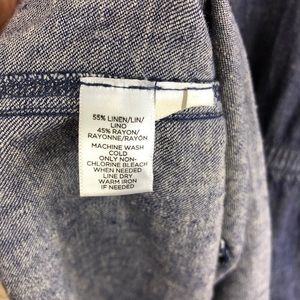 55% LINEN/LIN/
LINO
45% RAYON/
RAYONNE/RAYÓN
MACHINE WASH
COLD
ONLY NON-
CHLORINE BLEACH
WHEN NEEDED
LINE DRY
WARM IRON
IF NEEDED